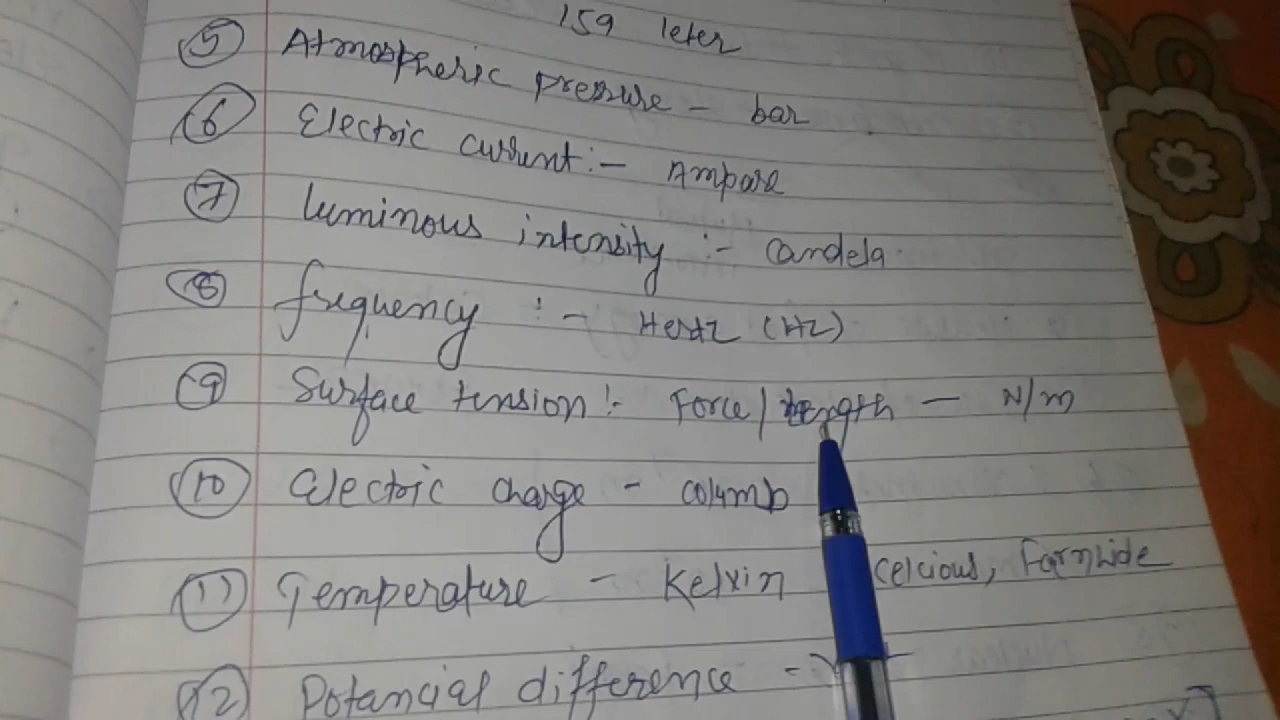 159 leter
5 Atmospheric pressure - bar
6 Electric current :- Ampare
7 Luminous intensity :- Candela
8 frequency :- Hertz (Hz)
9 Surface tension :- Force/length - N/m
10 Electric charge - columb
11 Temperature - Kelvin celcious, Farnhide
12 Potancial difference -